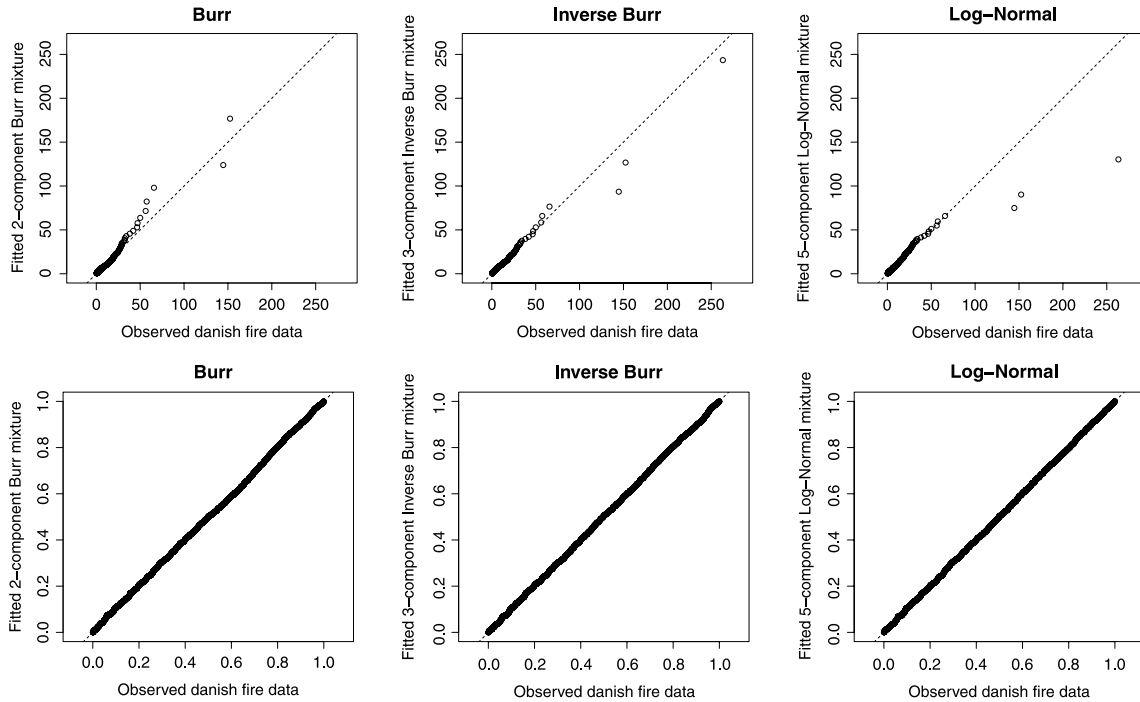 Burr
Fitted 2−component Burr mixture
250
200
150
100
50
0
0 50 100 150 200 250
Observed danish fire data
Inverse Burr
Fitted 3−component Inverse Burr mixture
250
200
150
100
50
0
0 50 100 150 200 250
Observed danish fire data
Log−Normal
Fitted 5−component Log−Normal mixture
250
200
150
100
50
0
0 50 100 150 200 250
Observed danish fire data
Burr
Fitted 2−component Burr mixture
1.0
0.8
0.6
0.4
0.2
0.0
0.0 0.2 0.4 0.6 0.8 1.0
Observed danish fire data
Inverse Burr
Fitted 3−component Inverse Burr mixture
1.0
0.8
0.6
0.4
0.2
0.0
0.0 0.2 0.4 0.6 0.8 1.0
Observed danish fire data
Log−Normal
Fitted 5−component Log−Normal mixture
1.0
0.8
0.6
0.4
0.2
0.0
0.0 0.2 0.4 0.6 0.8 1.0
Observed danish fire data